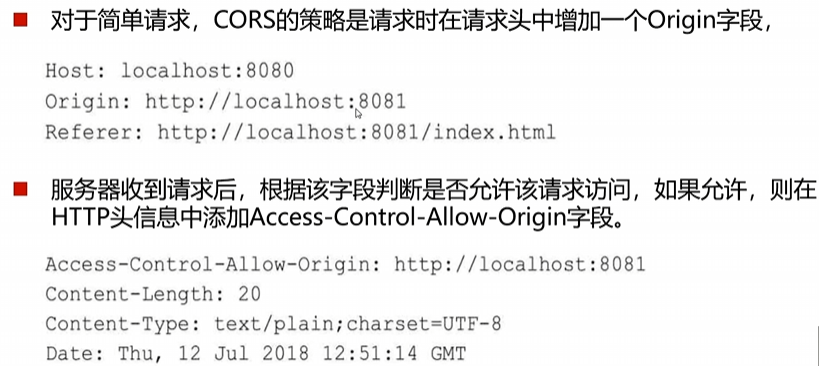 对于简单请求，CORS的策略是请求时在请求头中增加一个Origin字段，
Host: localhost:8080
Origin: http://localhost:8081
Referer: http://localhost:8081/index.html
服务器收到请求后，根据该字段判断是否允许该请求访问，如果允许，则在
HTTP头信息中添加Access-Control-Allow-Origin字段。
Access-Control-Allow-Origin: http://localhost:8081
Content-Length: 20
Content-Type: text/plain;charset=UTF-8
Date: Thu, 12 Jul 2018 12:51:14 GMT